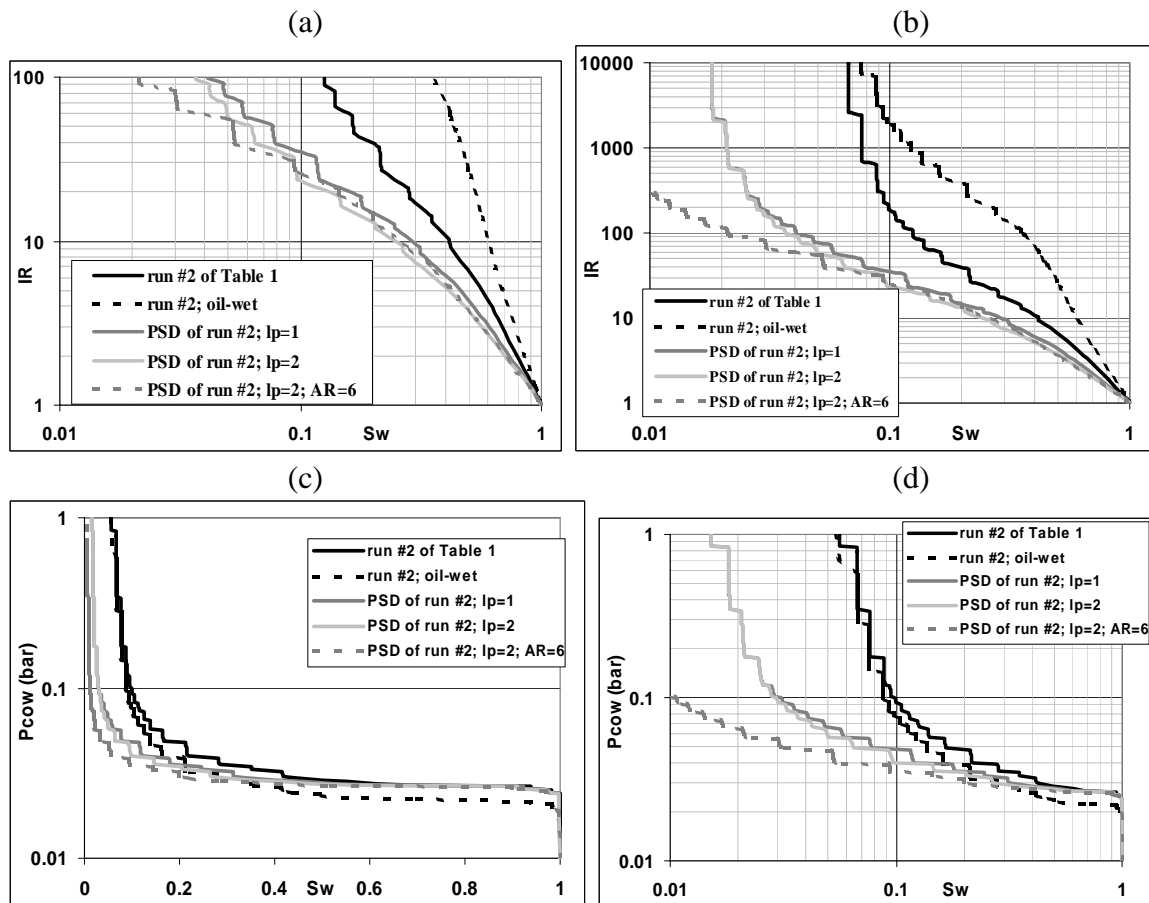 (a)
100
10
1
IR
run #2 of Table 1
run #2; oil-wet
PSD of run #2; lp=1
PSD of run #2; lp=2
PSD of run #2; lp=2; AR=6
0.01
0.1
Sw
1
(b)
10000
1000
100
10
1
IR
run #2 of Table 1
run #2; oil-wet
PSD of run #2; lp=1
PSD of run #2; lp=2
PSD of run #2; lp=2; AR=6
0.01
0.1
Sw
1
(c)
1
0.1
0.01
Pcow (bar)
run #2 of Table 1
run #2; oil-wet
PSD of run #2; lp=1
PSD of run #2; lp=2
PSD of run #2; lp=2; AR=6
0
0.2
0.4
Sw
0.6
0.8
1
(d)
1
0.1
0.01
Pcow (bar)
run #2 of Table 1
run #2; oil-wet
PSD of run #2; lp=1
PSD of run #2; lp=2
PSD of run #2; lp=2; AR=6
0.01
0.1
Sw
1